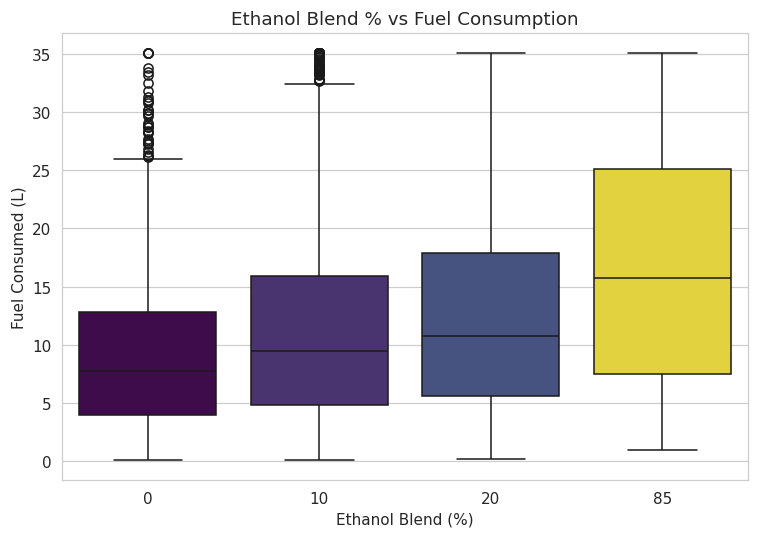 Ethanol Blend % vs Fuel Consumption
Fuel Consumed (L)
35
30
25
20
15
10
5
0
0 10 20 85
Ethanol Blend (%)